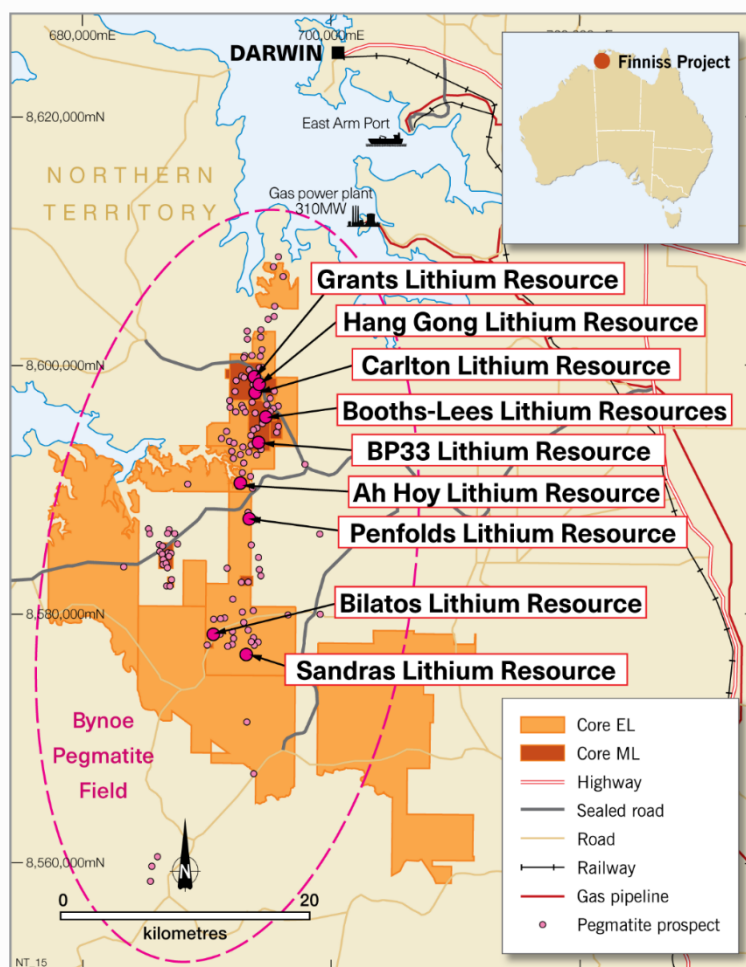 680,000mE
700,000mE
DARWIN
Finniss Project
8,620,000mN
East Arm Port
NORTHERN
TERRITORY
Gas power plant
310MW
Grants Lithium Resource
Hang Gong Lithium Resource
8,600,000mN
Carlton Lithium Resource
Booths-Lees Lithium Resources
BP33 Lithium Resource
Ah Hoy Lithium Resource
Penfolds Lithium Resource
8,580,000mN
Bilatos Lithium Resource
Sandras Lithium Resource
Bynoe
Pegmatite
Field
Core EL
Core ML
Highway
Sealed road
Road
Railway
Gas pipeline
Pegmatite prospect
8,560,000mN
N
0
20
kilometres
NT_15